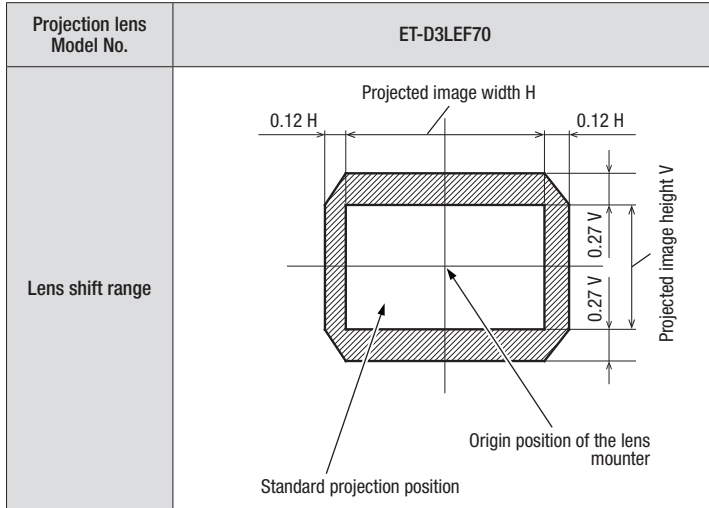 Projection lens
Model No.
ET-D3LEF70
Lens shift range
Projected image width H
0.12 H
0.12 H
0.27 V
0.27 V
Projected image height V
Origin position of the lens
mounter
Standard projection position